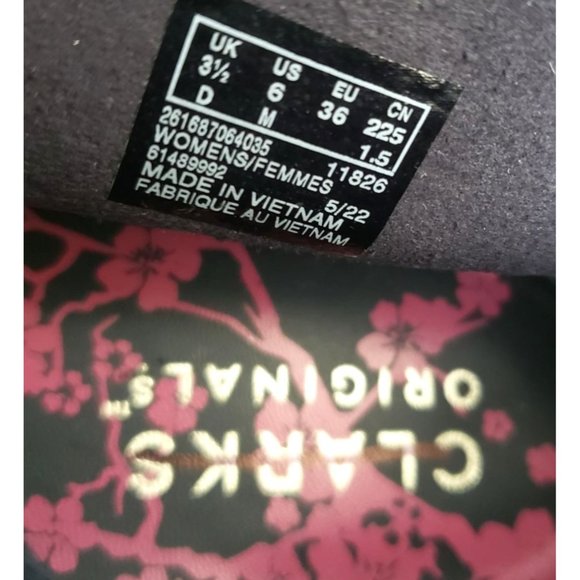 UK US EU CN
3½ 6 36 225
D M 1.5
261687064035 11826
WOMENS/FEMMES
61489992 5/22
MADE IN VIETNAM
FABRIQUE AU VIETNAM
CLARKS
ORIGINALS™